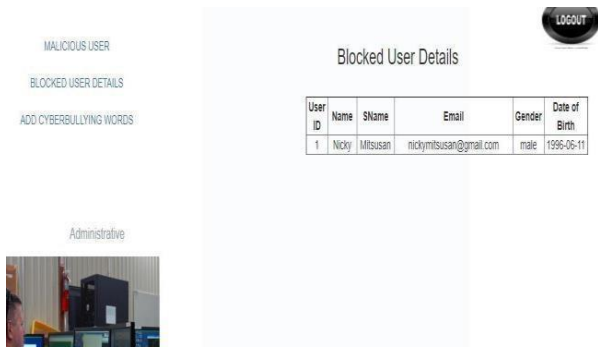 LOGOUT
MALICIOUS USER
BLOCKED USER DETAILS
ADD CYBERBULLYING WORDS
Administrative
Blocked User Details
User ID Name SName Email Gender Date of Birth
1 Nicky Mitsusan nickymitsusan@gmail.com male 1996-06-11